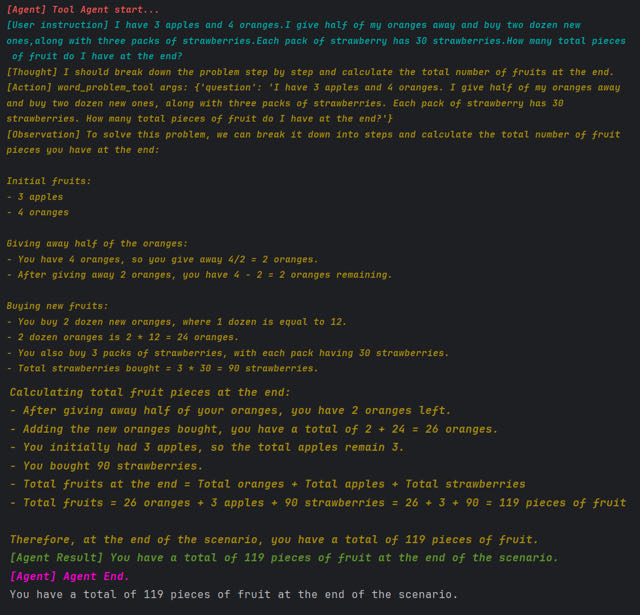 [Agent] Tool Agent start...
[User instruction] I have 3 apples and 4 oranges.I give half of my oranges away and buy two dozen new
ones,along with three packs of strawberries.Each pack of strawberry has 30 strawberries.How many total pieces
of fruit do I have at the end?
[Thought] I should break down the problem step by step and calculate the total number of fruits at the end.
[Action] word_problem_tool args: {'question': 'I have 3 apples and 4 oranges. I give half of my oranges away
and buy two dozen new ones, along with three packs of strawberries. Each pack of strawberry has 30
strawberries. How many total pieces of fruit do I have at the end?'}
[Observation] To solve this problem, we can break it down into steps and calculate the total number of fruit
pieces you have at the end:
Initial fruits:
- 3 apples
- 4 oranges
Giving away half of the oranges:
- You have 4 oranges, so you give away 4/2 = 2 oranges.
- After giving away 2 oranges, you have 4 - 2 = 2 oranges remaining.
Buying new fruits:
- You buy 2 dozen new oranges, where 1 dozen is equal to 12.
- 2 dozen oranges is 2 * 12 = 24 oranges.
- You also buy 3 packs of strawberries, with each pack having 30 strawberries.
- Total strawberries bought = 3 * 30 = 90 strawberries.
Calculating total fruit pieces at the end:
- After giving away half of your oranges, you have 2 oranges left.
- Adding the new oranges bought, you have a total of 2 + 24 = 26 oranges.
- You initially had 3 apples, so the total apples remain 3.
- You bought 90 strawberries.
- Total fruits at the end = Total oranges + Total apples + Total strawberries
- Total fruits = 26 oranges + 3 apples + 90 strawberries = 26 + 3 + 90 = 119 pieces of fruit
Therefore, at the end of the scenario, you have a total of 119 pieces of fruit.
[Agent Result] You have a total of 119 pieces of fruit at the end of the scenario.
[Agent] Agent End.
You have a total of 119 pieces of fruit at the end of the scenario.